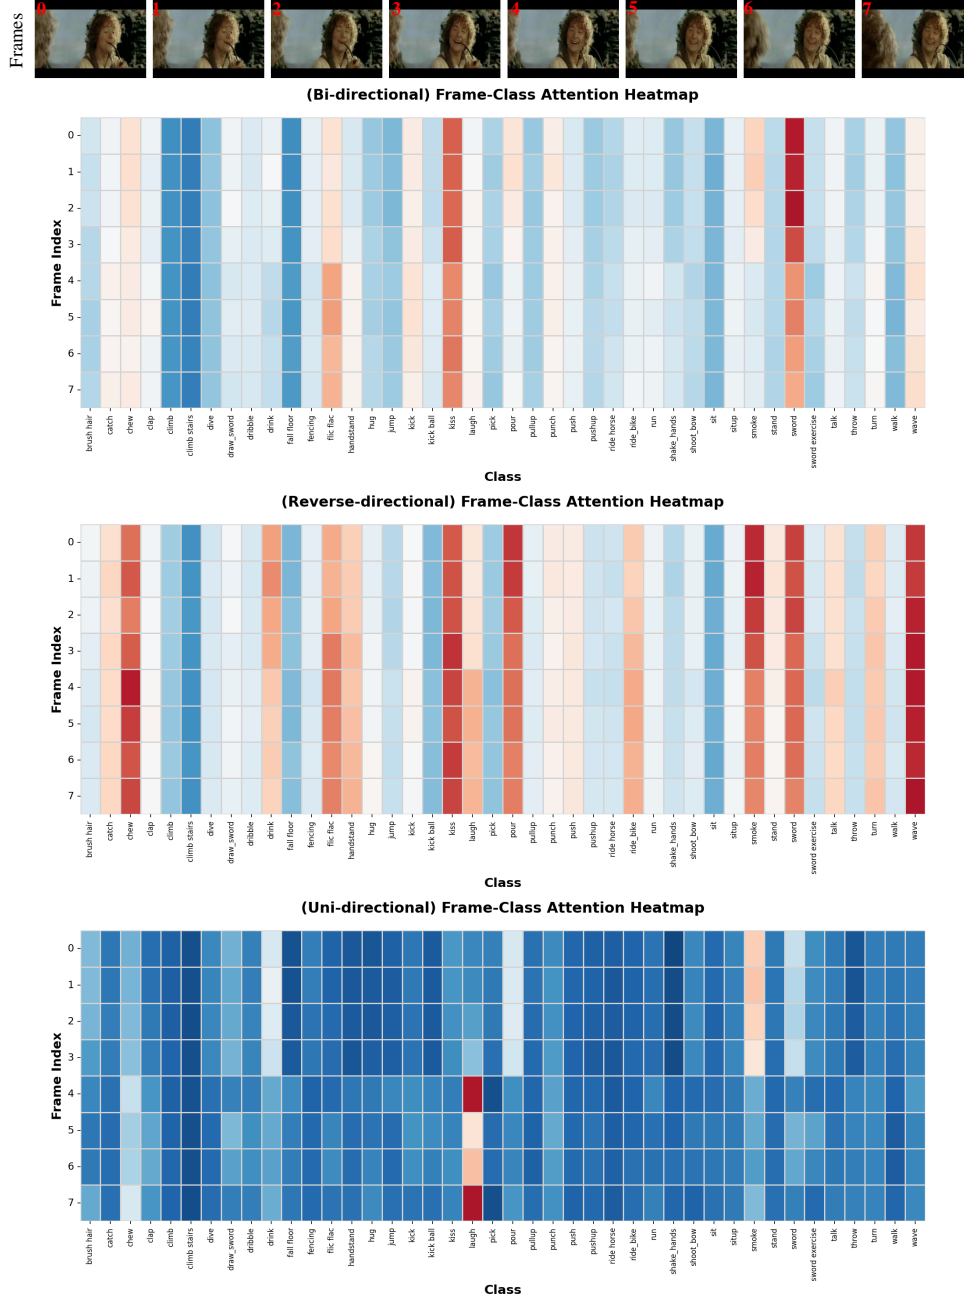 Frames
0 1 2 3 4 5 6 7
(Bi-directional) Frame-Class Attention Heatmap
Frame Index
0
1
2
3
4
5
6
7
brush hair catch chew clap climb climb stairs dive draw_sword dribble drink fall floor fencing flic flac handstand hug jump kick kick ball kiss laugh pick pour pullup punch push pushup ride horse ride_bike run shake_hands shoot_bow sit situp smoke stand sword sword exercise talk throw turn walk wave
Class
(Reverse-directional) Frame-Class Attention Heatmap
Frame Index
0
1
2
3
4
5
6
7
brush hair catch chew clap climb climb stairs dive draw_sword dribble drink fall floor fencing flic flac handstand hug jump kick kick ball kiss laugh pick pour pullup punch push pushup ride horse ride_bike run shake_hands shoot_bow sit situp smoke stand sword sword exercise talk throw turn walk wave
Class
(Uni-directional) Frame-Class Attention Heatmap
Frame Index
0
1
2
3
4
5
6
7
brush hair catch chew clap climb climb stairs dive draw_sword dribble drink fall floor fencing flic flac handstand hug jump kick kick ball kiss laugh pick pour pullup punch push pushup ride horse ride_bike run shake_hands shoot_bow sit situp smoke stand sword sword exercise talk throw turn walk wave
Class